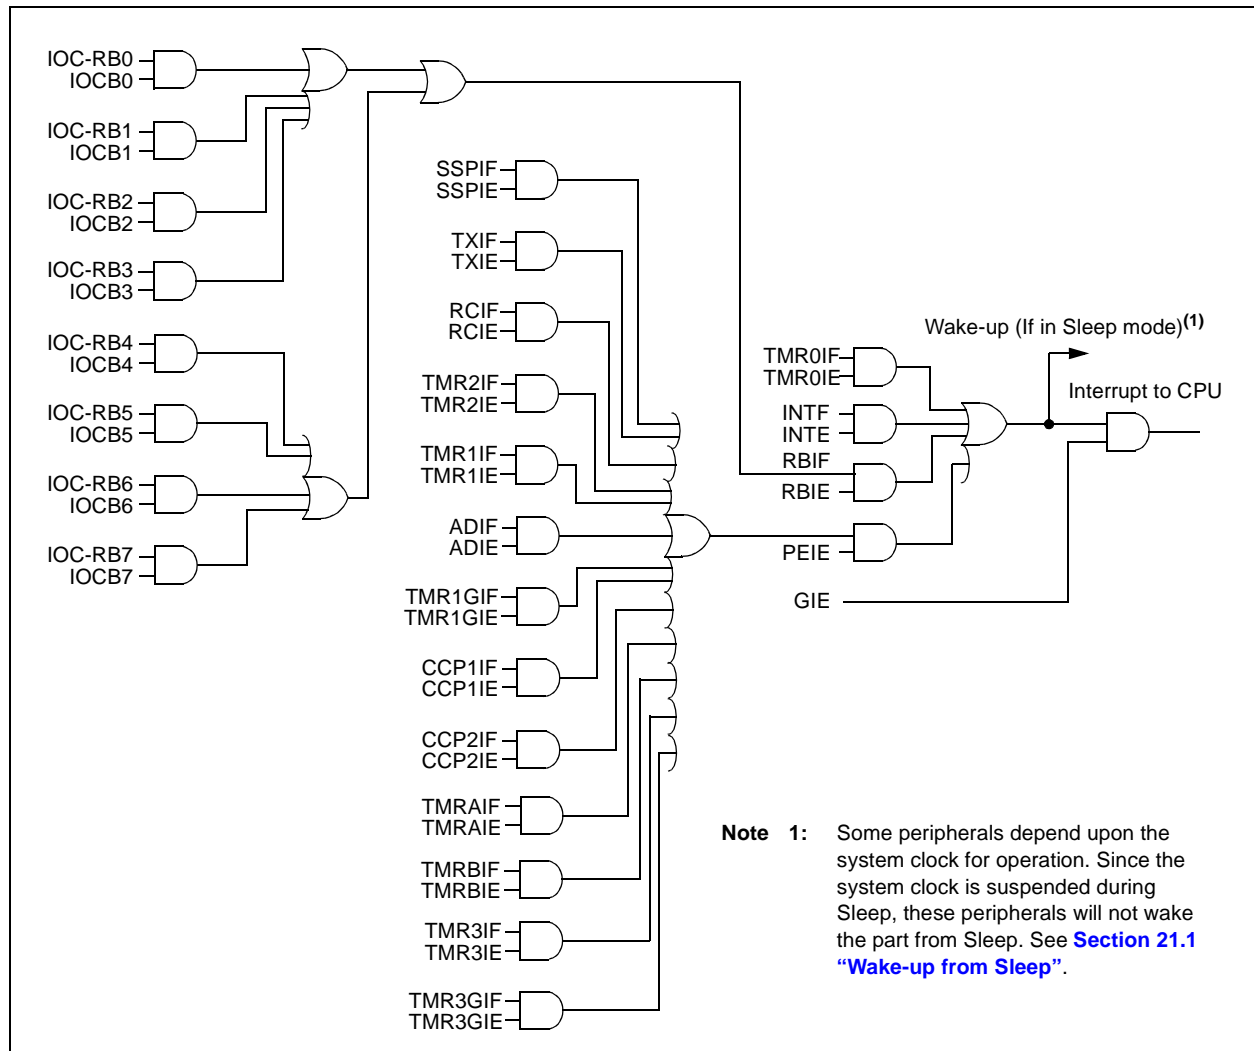 IOC-RB0
IOCB0
IOC-RB1
IOCB1
IOC-RB2
IOCB2
IOC-RB3
IOCB3
IOC-RB4
IOCB4
IOC-RB5
IOCB5
IOC-RB6
IOCB6
IOC-RB7
IOCB7
SSPIF
SSPIE
TXIF
TXIE
RCIF
RCIE
TMR2IF
TMR2IE
TMR1IF
TMR1IE
ADIF
ADIE
TMR1GIF
TMR1GIE
CCP1IF
CCP1IE
CCP2IF
CCP2IE
TMRAIF
TMRAIE
TMRBIF
TMRBIE
TMR3IF
TMR3IE
TMR3GIF
TMR3GIE
Wake-up (If in Sleep mode)(1)
TMR0IF
TMR0IE
Interrupt to CPU
INTF
INTE
RBIF
RBIE
PEIE
GIE
Note 1: Some peripherals depend upon the
system clock for operation. Since the
system clock is suspended during
Sleep, these peripherals will not wake
the part from Sleep. See Section 21.1
“Wake-up from Sleep”.